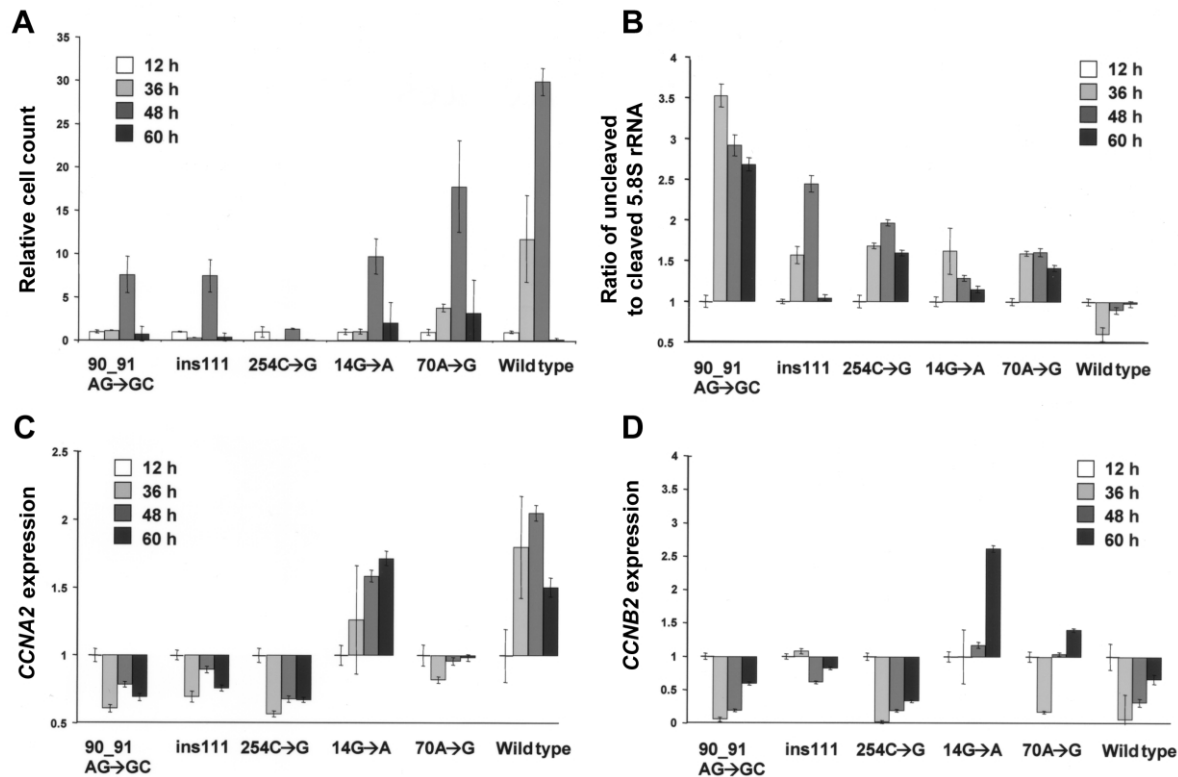 A
Relative cell count
35
30
25
20
15
10
5
0
12 h
36 h
48 h
60 h
90_91
AG→GC
ins111
254C→G
14G→A
70A→G
Wild type
B
Ratio of uncleaved
to cleaved 5.8S rRNA
4
3.5
3
2.5
2
1.5
1
0.5
12 h
36 h
48 h
60 h
90_91
AG→GC
ins111
254C→G
14G→A
70A→G
Wild type
C
CCNA2 expression
2.5
2
1.5
1
0.5
12 h
36 h
48 h
60 h
90_91
AG→GC
ins111
254C→G
14G→A
70A→G
Wild type
D
CCNB2 expression
4
3.5
3
2.5
2
1.5
1
0.5
0
12 h
36 h
48 h
60 h
90_91
AG→GC
ins111
254C→G
14G→A
70A→G
Wild type